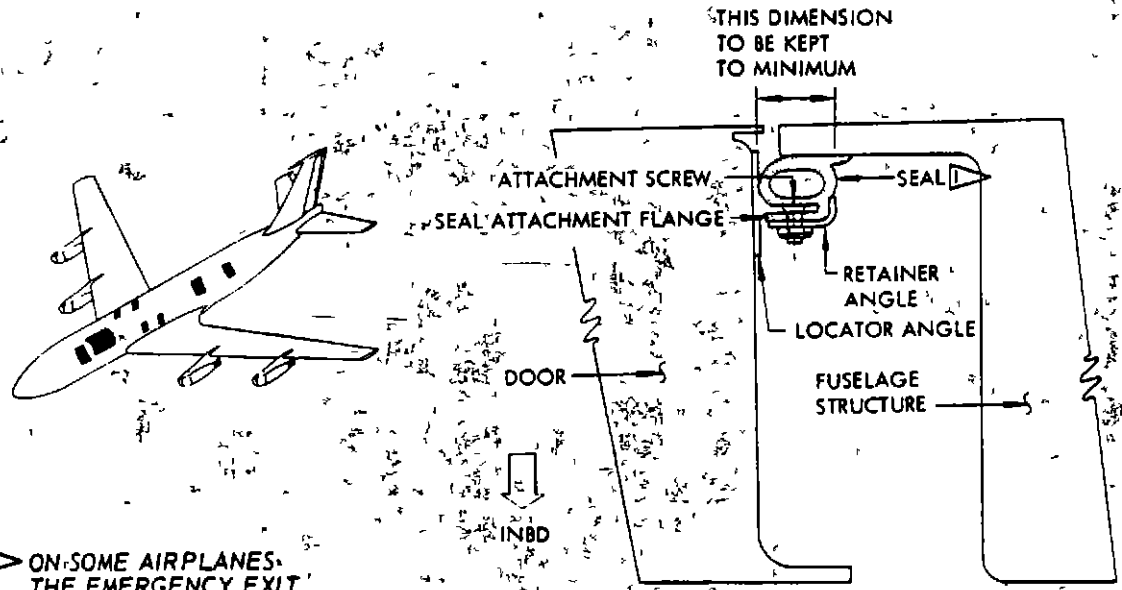 THIS DIMENSION
TO BE KEPT
TO MINIMUM
ATTACHMENT SCREW
SEAL 1
SEAL ATTACHMENT FLANGE
RETAINER
ANGLE
LOCATOR ANGLE
DOOR
FUSELAGE
STRUCTURE
INBD
ON SOME AIRPLANES
THE EMERGENCY EXIT